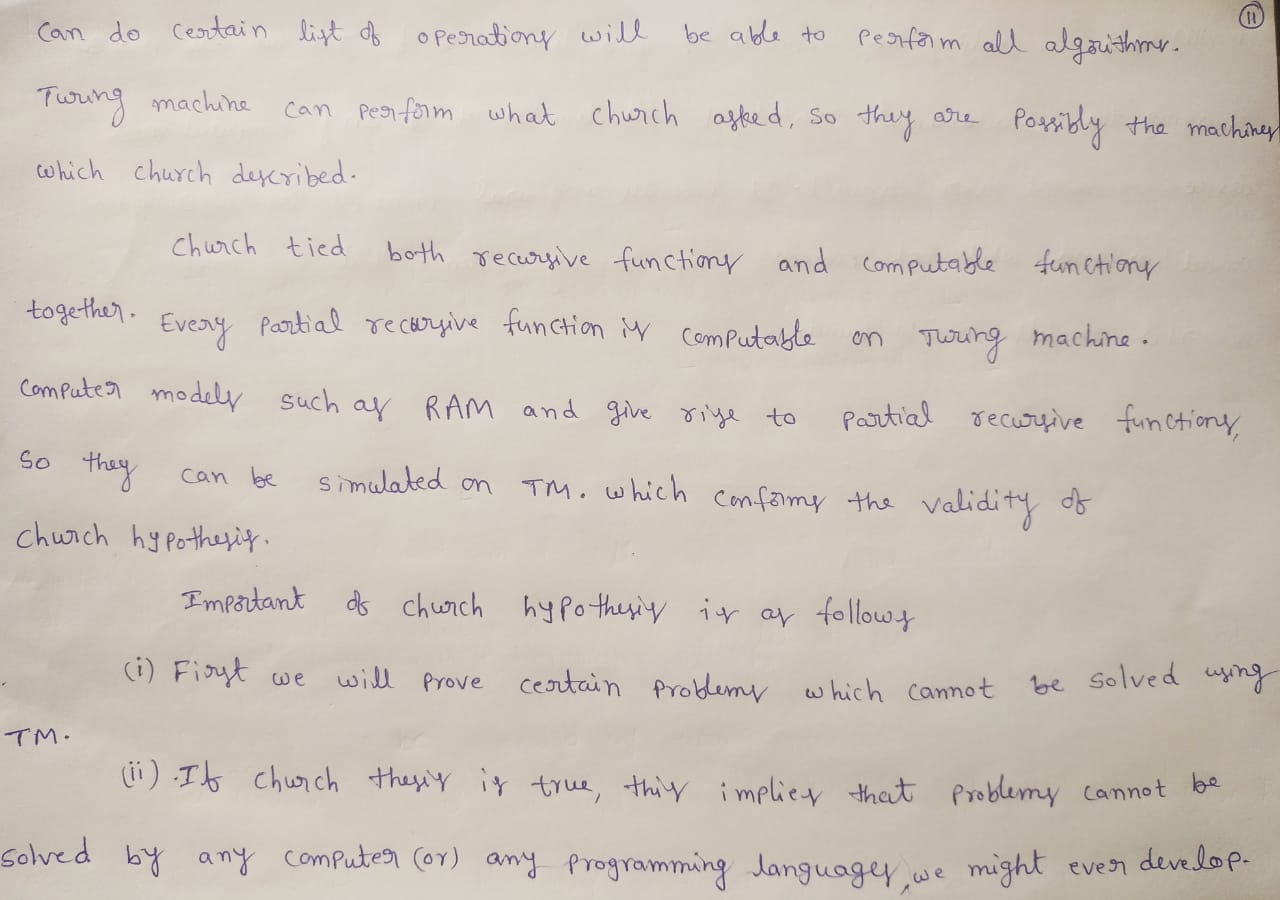 11
Can do certain list of operations will be able to perform all algorithms.
Turing machine can perform what church asked, so they are possibly the machines
which church described.
Church tied both recursive functions and computable functions
together. Every partial recursive function is computable on Turing machine.
Computer models such as RAM and give rise to partial recursive functions,
So they can be simulated on TM. which conforms the validity of
Church hypothesis.
Important of church hypothesis is as follows
(i) First we will prove certain problems which cannot be solved using
TM.
(ii) .If church thesis is true, this implies that problems cannot be
solved by any computer (or) any programming languages, we might ever develop.